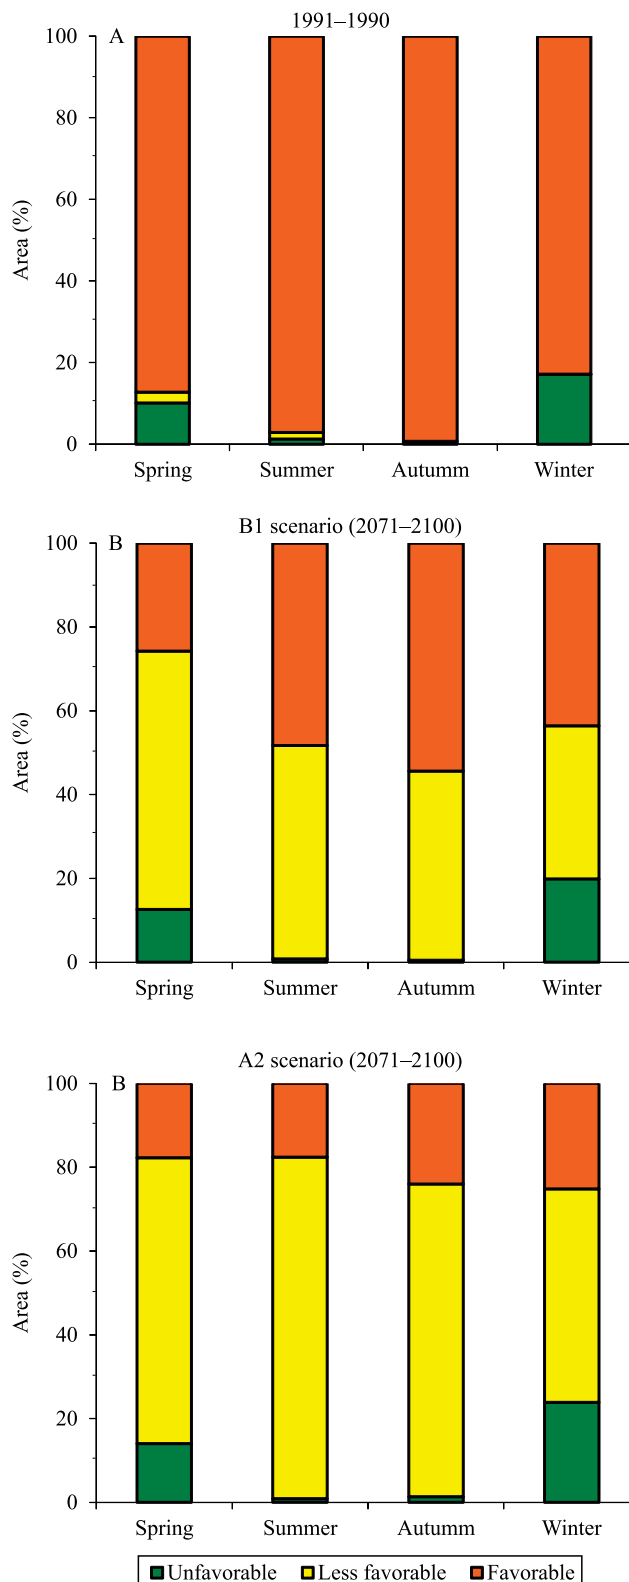 1991–1990
A
100
80
60
40
20
0
Area (%)
Spring Summer Autumm Winter
B1 scenario (2071–2100)
B
100
80
60
40
20
0
Area (%)
Spring Summer Autumm Winter
A2 scenario (2071–2100)
B
100
80
60
40
20
0
Area (%)
Spring Summer Autumm Winter
Unfavorable Less favorable Favorable